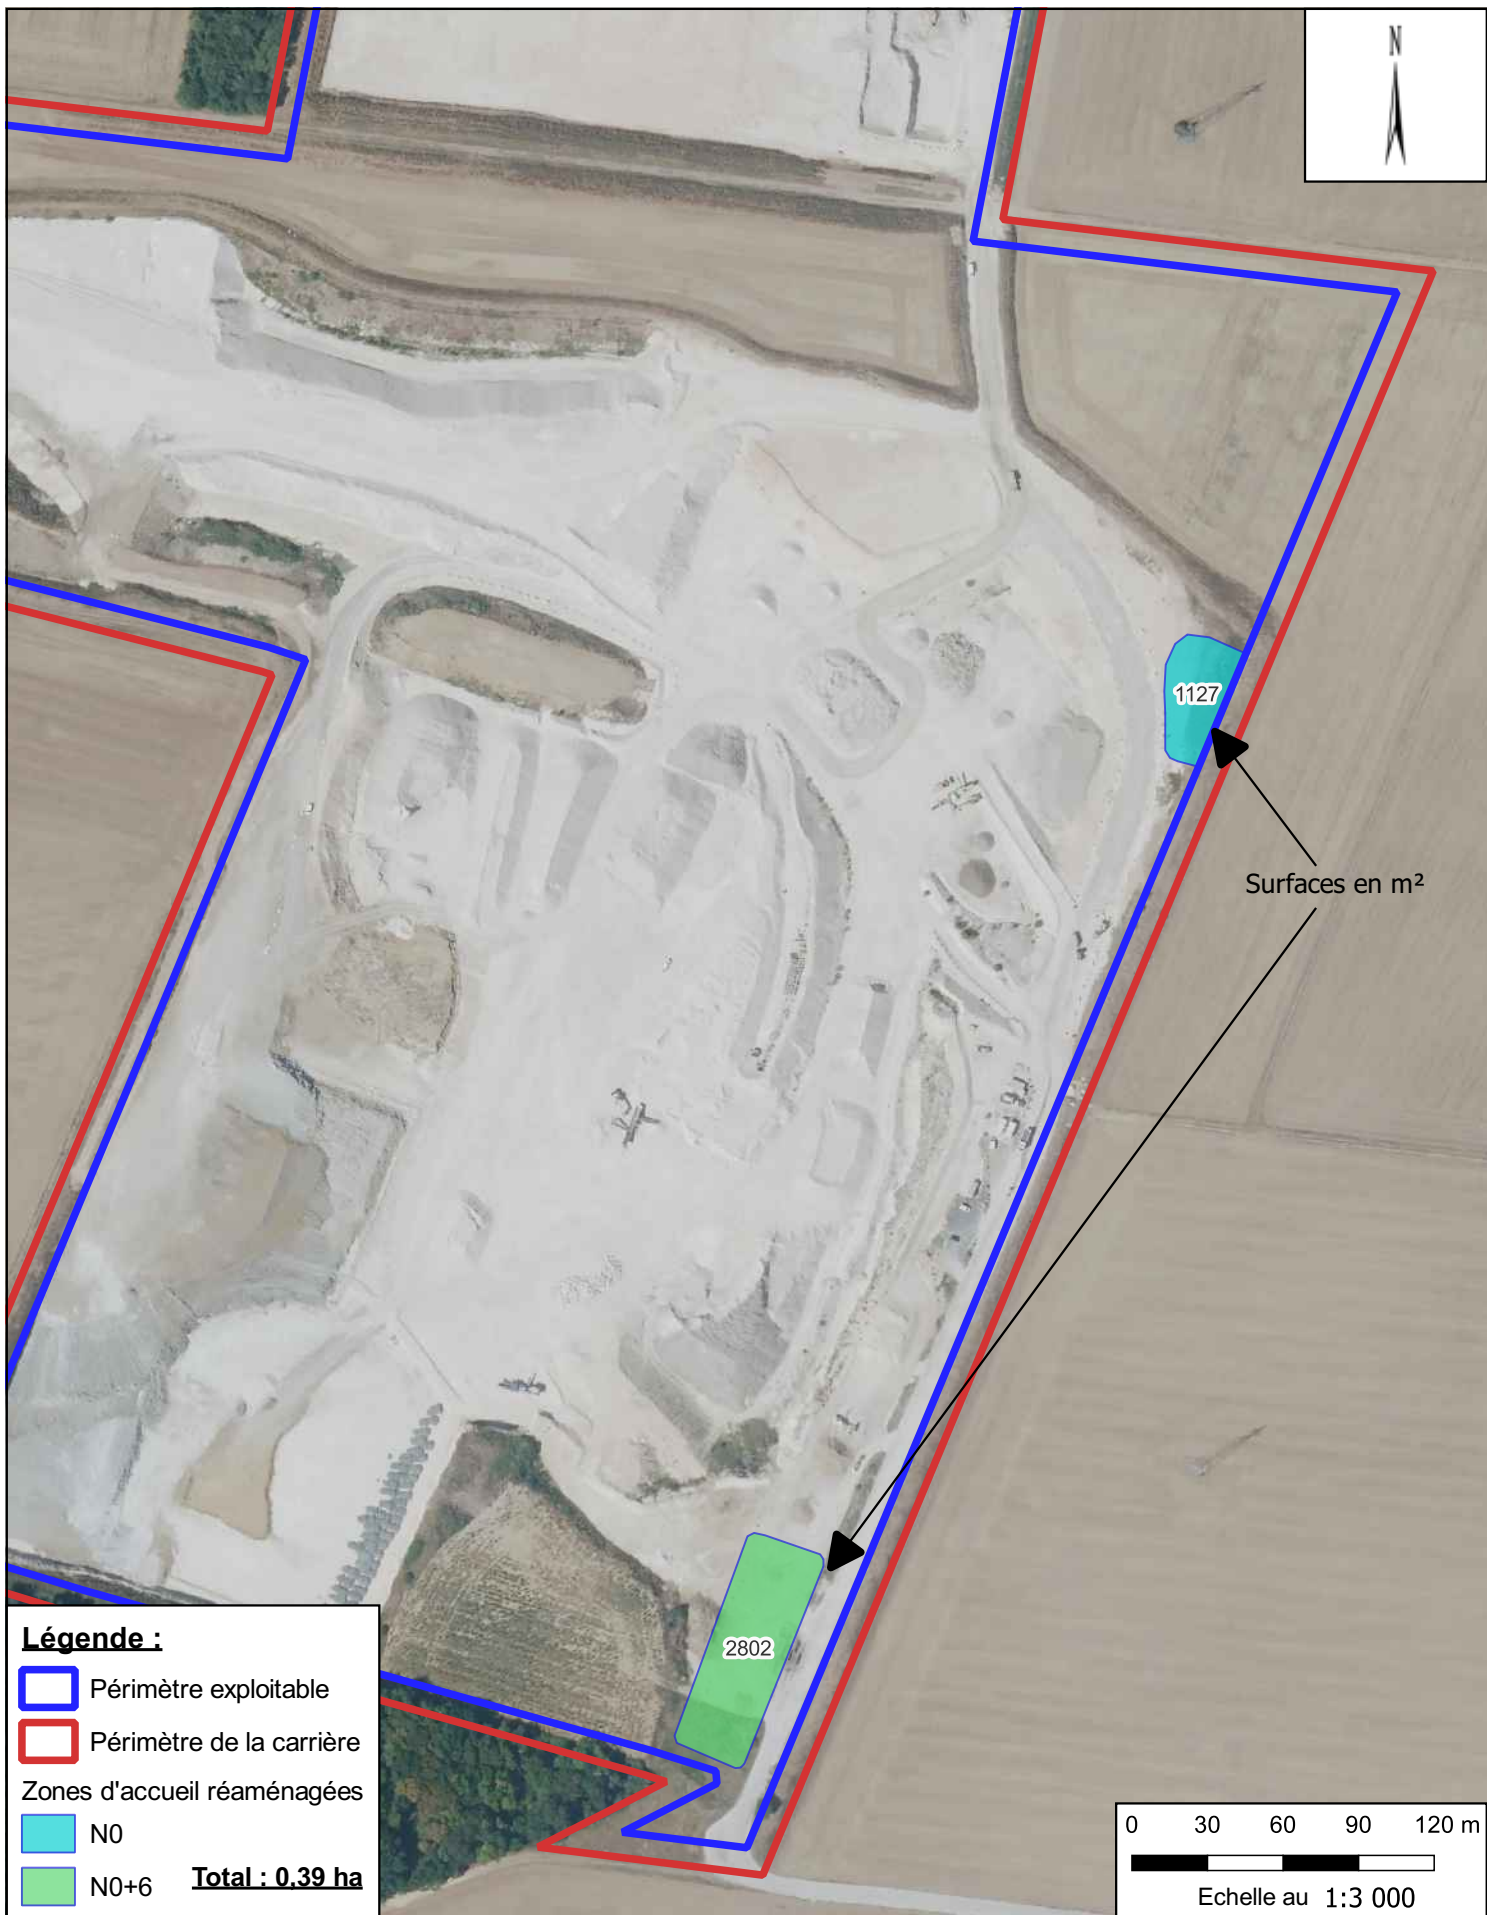 N
1127
Surfaces en m²
2802
Légende :
Périmètre exploitable
Périmètre de la carrière
Zones d'accueil réaménagées
N0
N0+6
Total : 0,39 ha
0 30 60 90 120 m
Echelle au 1:3 000